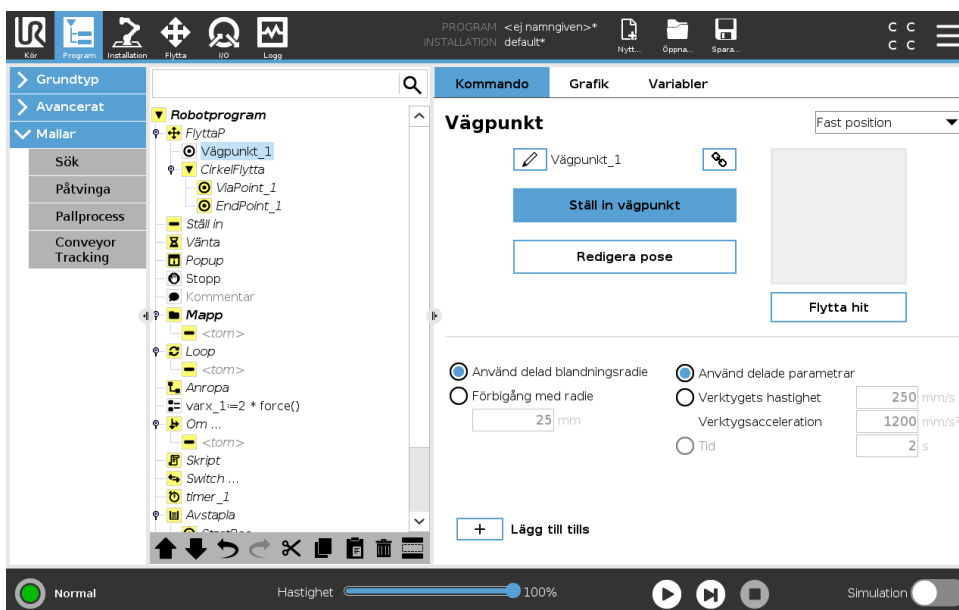 UR
Kör
Program
Installation
Flytta
I/O
Logg
PROGRAM <ej namngiven>*
INSTALLATION default*
Nytt...
Öppna...
Spara...
C C
C C
Grundtyp
Avancerat
Mallar
Sök
Påtvinga
Pallprocess
Conveyor
Tracking
Robotprogram
FlyttaP
Vägpunkt_1
CirkelFlytta
ViaPoint_1
EndPoint_1
Ställ in
Vänta
Popup
Stopp
Kommentar
Mapp
<tom>
Loop
<tom>
Anropa
varx_1≔2 * force()
Om ...
<tom>
Skript
Switch ...
timer_1
Avstapla
Kommando
Grafik
Variabler
Vägpunkt
Fast position
Vägpunkt_1
Ställ in vägpunkt
Redigera pose
Flytta hit
Använd delad blandningsradie
Förbigång med radie
25 mm
Använd delade parametrar
Verktygets hastighet 250 mm/s
Verktygsacceleration 1200 mm/s²
Tid 2 s
+ Lägg till tills
Normal
Hastighet
100%
Simulation